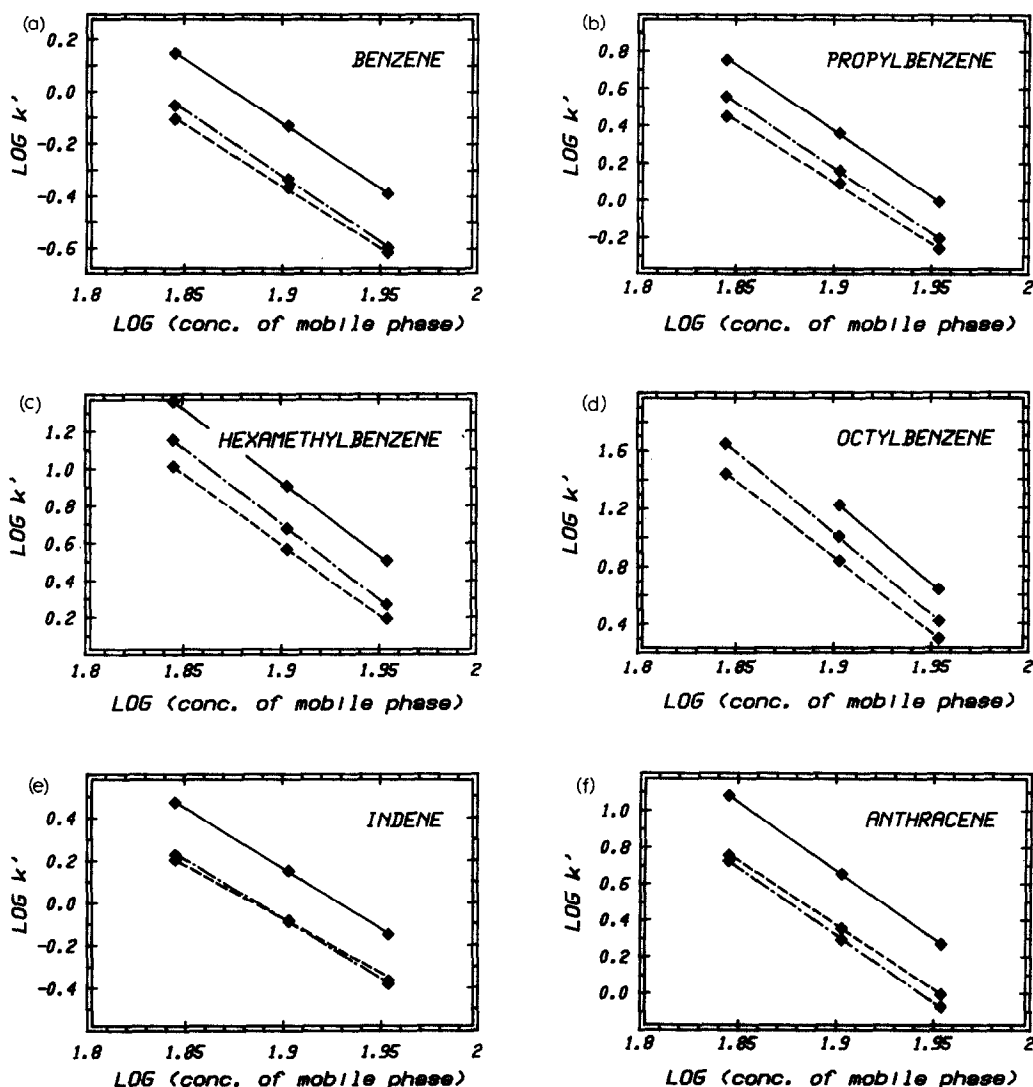 (a)
BENZENE
LOG k'
0.2
0.0
-0.2
-0.4
-0.6
1.8 1.85 1.9 1.95 2
LOG (conc. of mobile phase)
(b)
PROPYLBENZENE
LOG k'
0.8
0.6
0.4
0.2
0.0
-0.2
1.8 1.85 1.9 1.95 2
LOG (conc. of mobile phase)
(c)
HEXAMETHYLBENZENE
LOG k'
1.2
1.0
0.8
0.6
0.4
0.2
1.8 1.85 1.9 1.95 2
LOG (conc. of mobile phase)
(d)
OCTYLBENZENE
LOG k'
1.6
1.2
0.8
0.4
1.8 1.85 1.9 1.95 2
LOG (conc. of mobile phase)
(e)
INDENE
LOG k'
0.4
0.2
0.0
-0.2
-0.4
1.8 1.85 1.9 1.95 2
LOG (conc. of mobile phase)
(f)
ANTHRACENE
LOG k'
1.0
0.8
0.6
0.4
0.2
0.0
1.8 1.85 1.9 1.95 2
LOG (conc. of mobile phase)